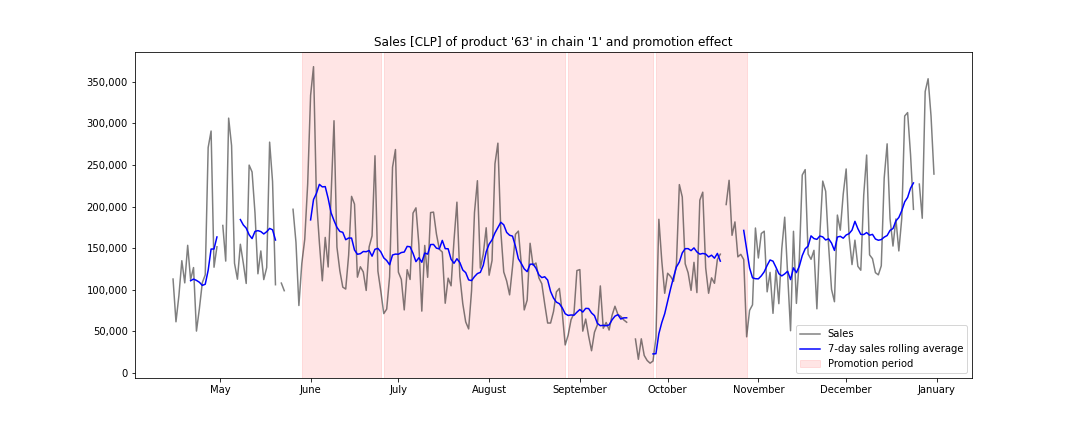 Sales [CLP] of product '63' in chain '1' and promotion effect
350,000
300,000
250,000
200,000
150,000
100,000
50,000
0
May June July August September October November December January
Sales
7-day sales rolling average
Promotion period